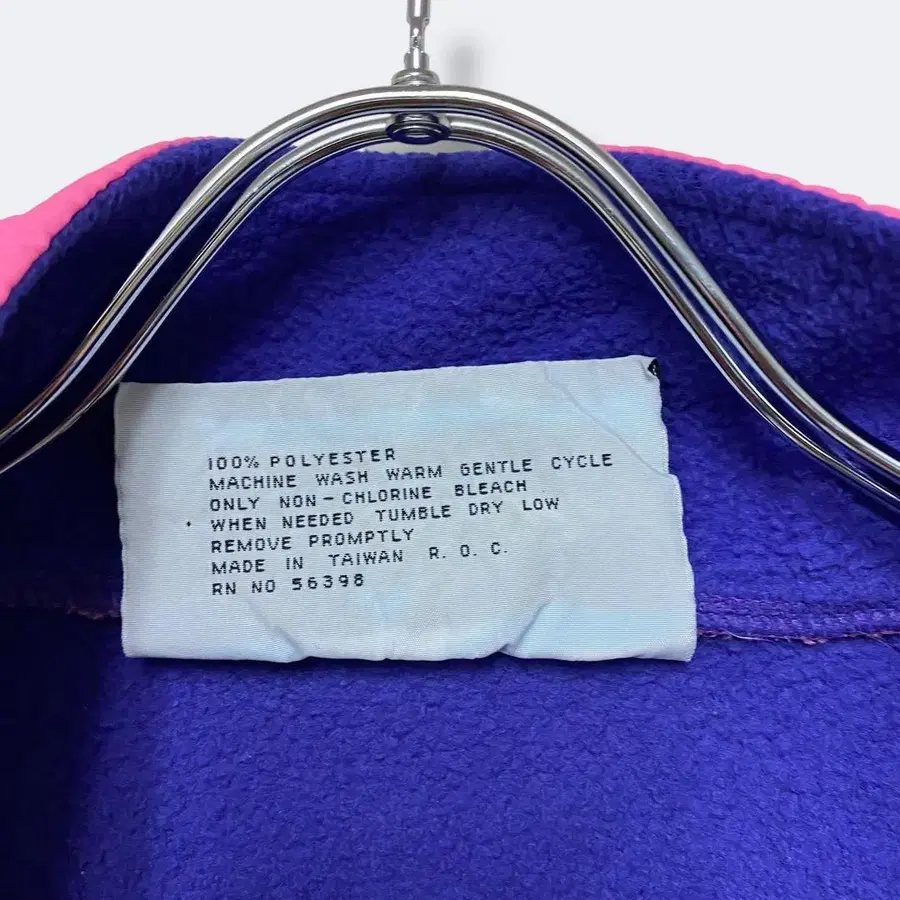 100% POLYESTER
MACHINE WASH WARM GENTLE CYCLE
ONLY NON-CHLORINE BLEACH
WHEN NEEDED TUMBLE DRY LOW
REMOVE PROMPTLY
MADE IN TAIWAN R. O. C.
RN NO 56398